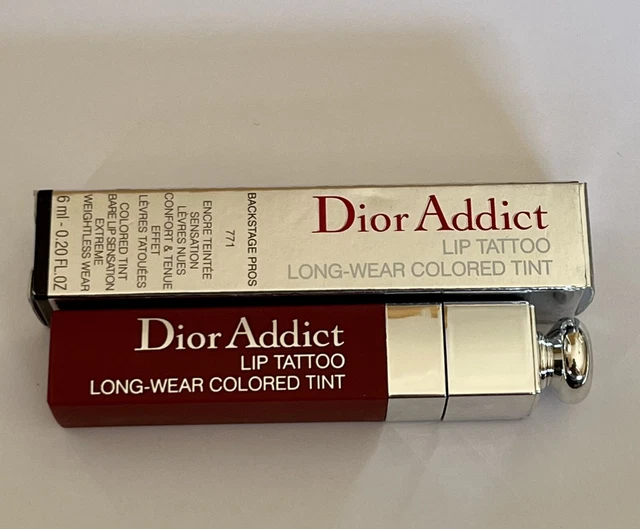 Dior Addict
LIP TATTOO
LONG-WEAR COLORED TINT
BACKSTAGE PROS
771
ENCRE TEINTÉE
SENSATION
LÈVRES NUES
CONFORT & TENUE
EFFET
LÈVRES TATOUÉES
COLORED TINT
BARE LIP SENSATION
EXTREME
WEIGHTLESS WEAR
6 ml - 0.20 FL.OZ
Dior Addict
LIP TATTOO
LONG-WEAR COLORED TINT